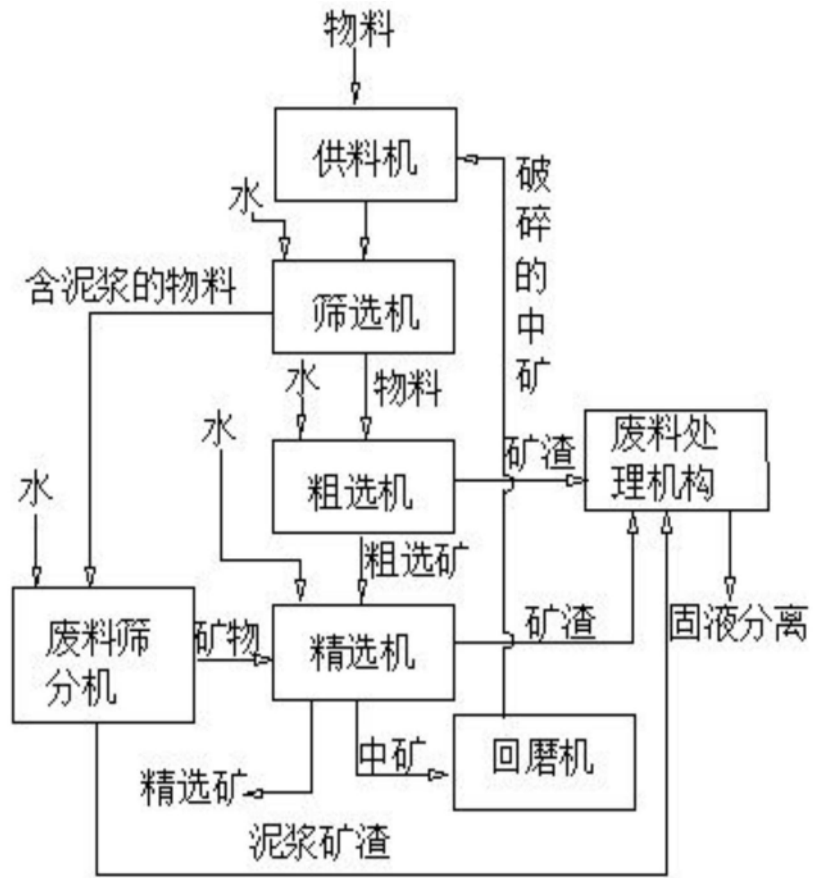 物料
供料机
破碎的中矿
水
含泥浆的物料
筛选机
水
物料
水
废料处
理机构
矿渣
粗选机
水
粗选矿
固液分离
矿渣
废料筛
分机
矿物
精选机
中矿
回磨机
精选矿
泥浆矿渣